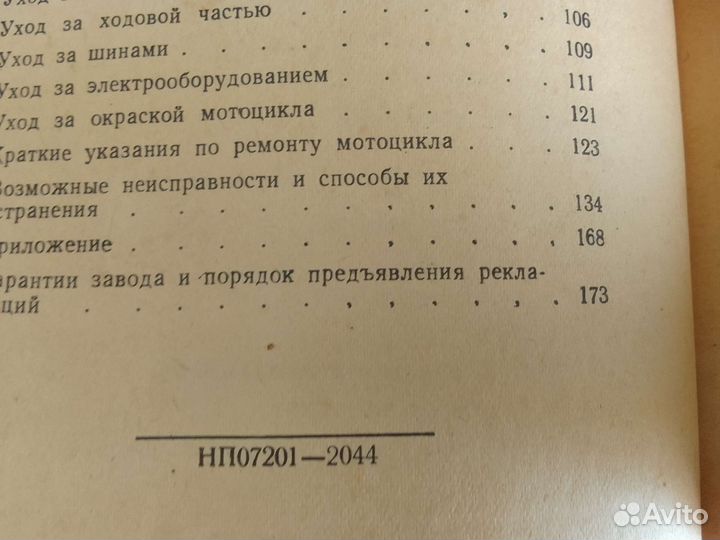 Уход за
Уход за ходовой частью . . . . , . 106
Уход за шинами . . . . . . . . 109
Уход за электрооборудованием . . . . . 111
Уход за окраской мотоцикла . . . . . 121
Краткие указания по ремонту мотоцикла . . . 123
Возможные неисправности и способы их
странения . . . . . . . . . . 134
риложение . . . . . . . . . . 168
арантии завода и порядок предъявления рекла-
ций . . . . . . . . . . . 173
НП07201—2044
Avito